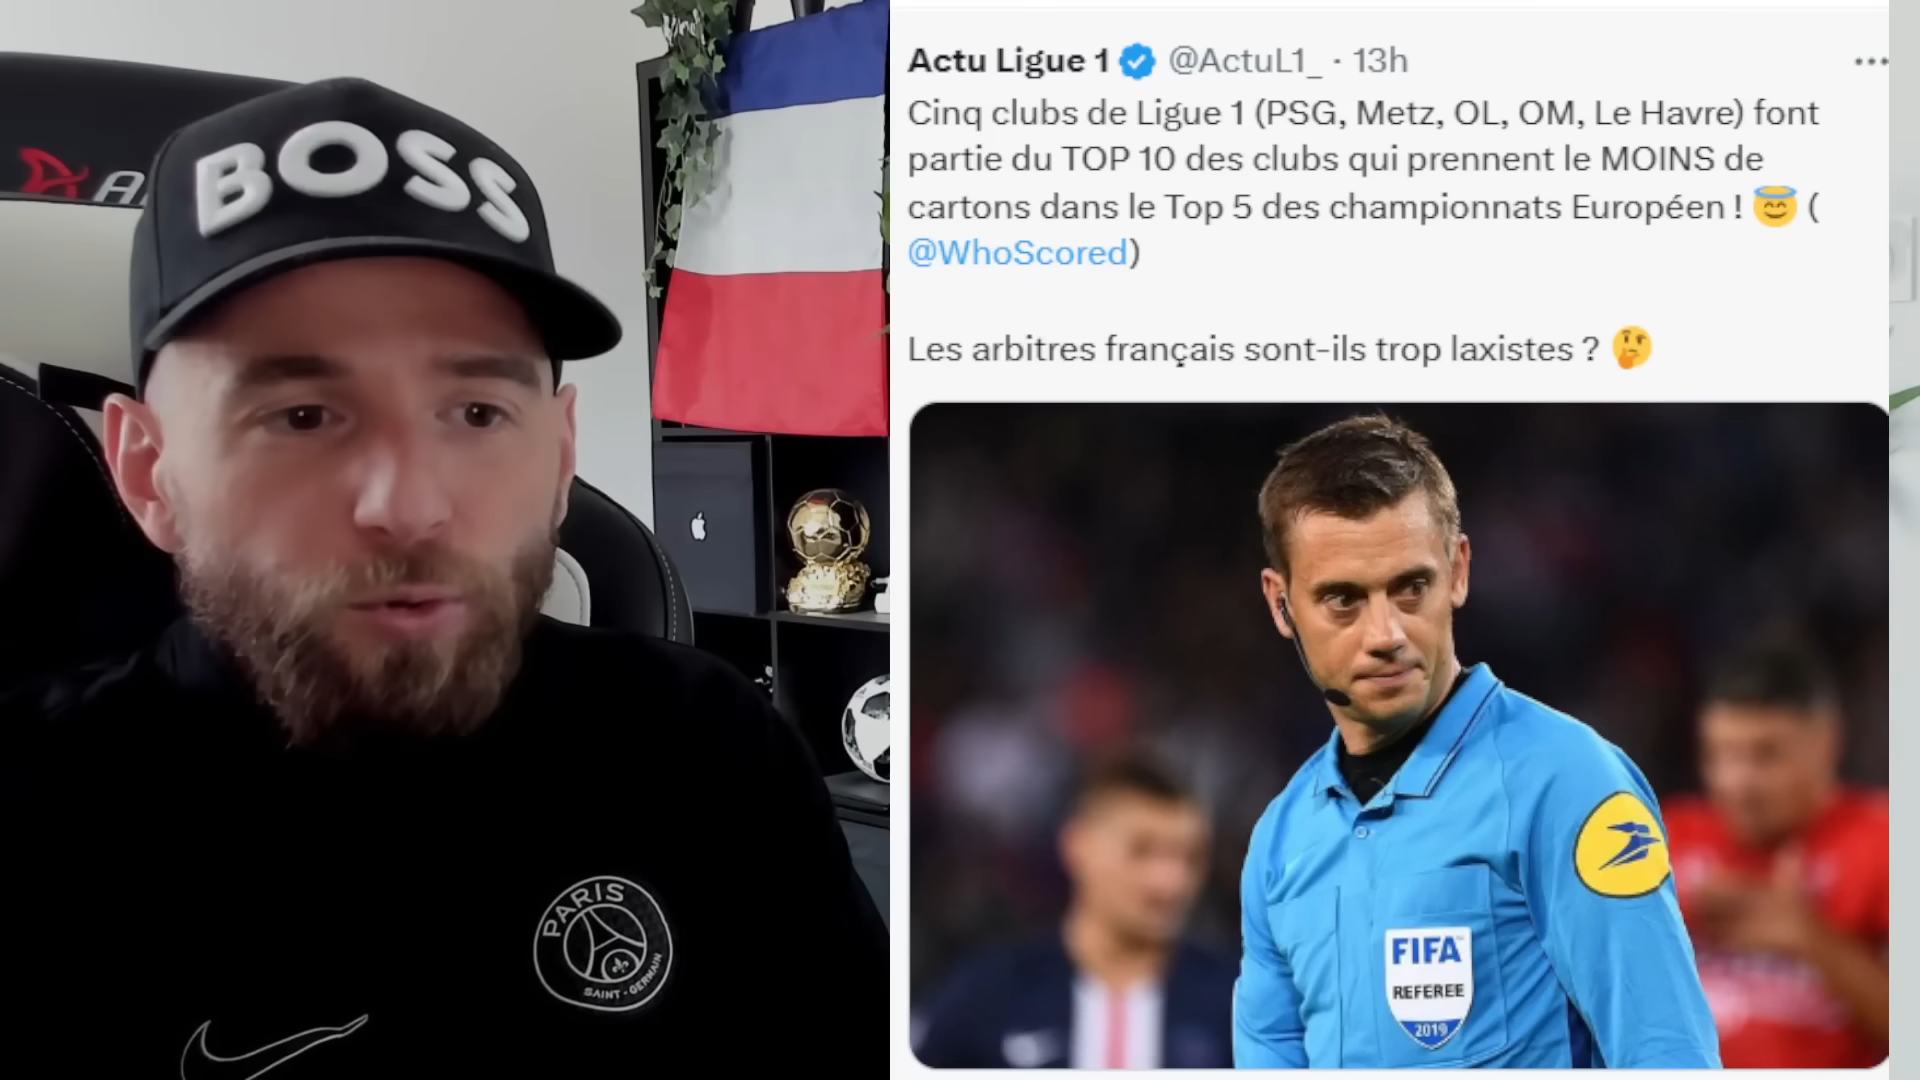 BOSS
A
PARIS
SAINT-GERMAIN
Actu Ligue 1 @ActuL1_ · 13h
Cinq clubs de Ligue 1 (PSG, Metz, OL, OM, Le Havre) font
partie du TOP 10 des clubs qui prennent le MOINS de
cartons dans le Top 5 des championnats Européen ! 😇 (
@WhoScored)
Les arbitres français sont-ils trop laxistes ? 🤔
FIFA
REFEREE
2019